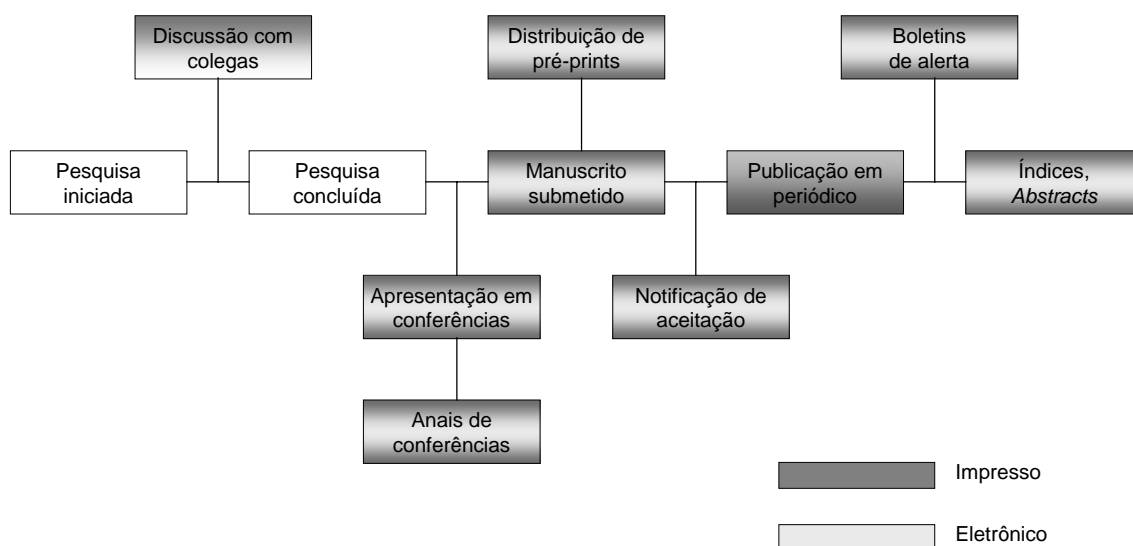 Discussão com
colegas
Distribuição de
pré-prints
Boletins
de alerta
Pesquisa
iniciada
Pesquisa
concluída
Manuscrito
submetido
Publicação em
periódico
Índices,
Abstracts
Apresentação em
conferências
Notificação de
aceitação
Anais de
conferências
Impresso
Eletrônico